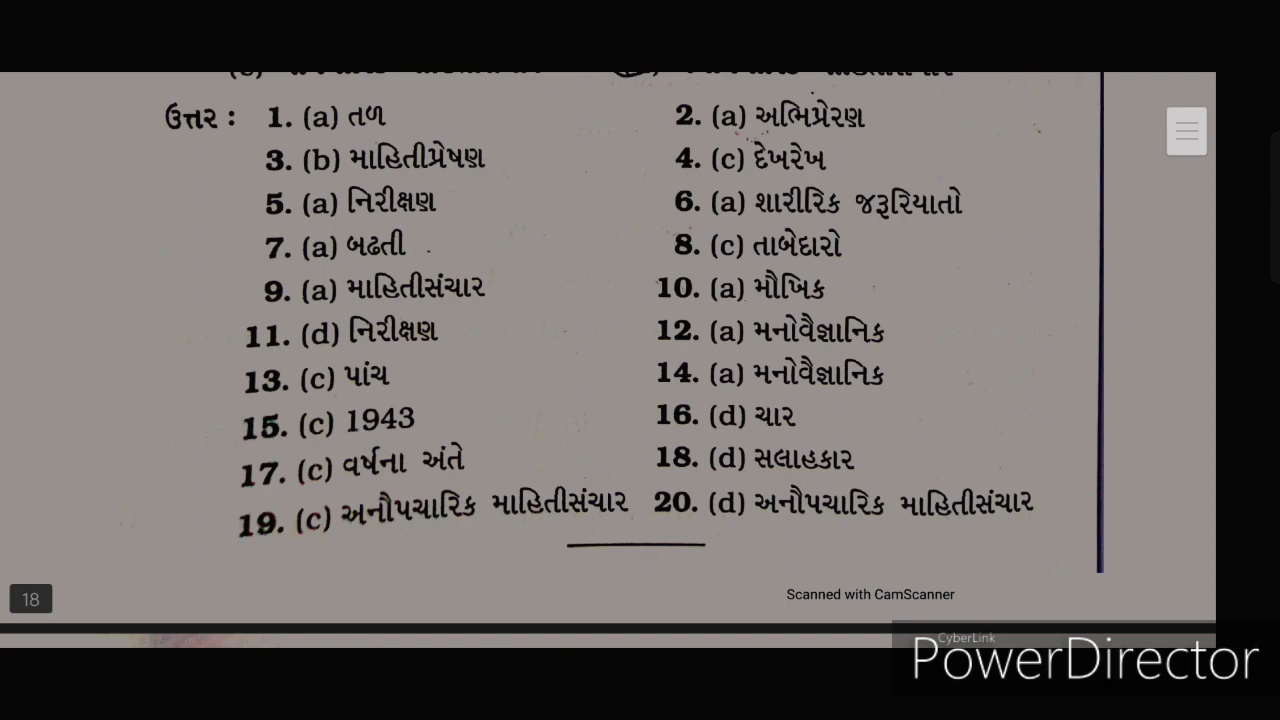 ઉત્તર : 1. (a) તળ 2. (a) અભિપ્રેરણ
3. (b) માહિતીપ્રેષણ 4. (c) દેખરેખ
5. (a) નિરીક્ષણ 6. (a) શારીરિક જરૂરિયાતો
7. (a) બઢતી 8. (c) તાબેદારો
9. (a) માહિતીસંચાર 10. (a) મૌખિક
11. (d) નિરીક્ષણ 12. (a) મનોવૈજ્ઞાનિક
13. (c) પાંચ 14. (a) મનોવૈજ્ઞાનિક
15. (c) 1943 16. (d) ચાર
17. (c) વર્ષના અંતે 18. (d) સલાહકાર
19. (c) અનૌપચારિક માહિતીસંચાર 20. (d) અનૌપચારિક માહિતીસંચાર
18
Scanned with CamScanner
CyberLink
PowerDirector